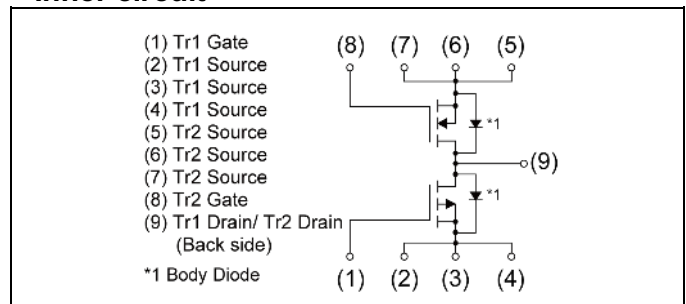 (1) Tr1 Gate
(2) Tr1 Source
(3) Tr1 Source
(4) Tr1 Source
(5) Tr2 Source
(6) Tr2 Source
(7) Tr2 Source
(8) Tr2 Gate
(9) Tr1 Drain/ Tr2 Drain
(Back side)
*1 Body Diode
(8) (7) (6) (5)
*1
(9)
*1
(1) (2) (3) (4)